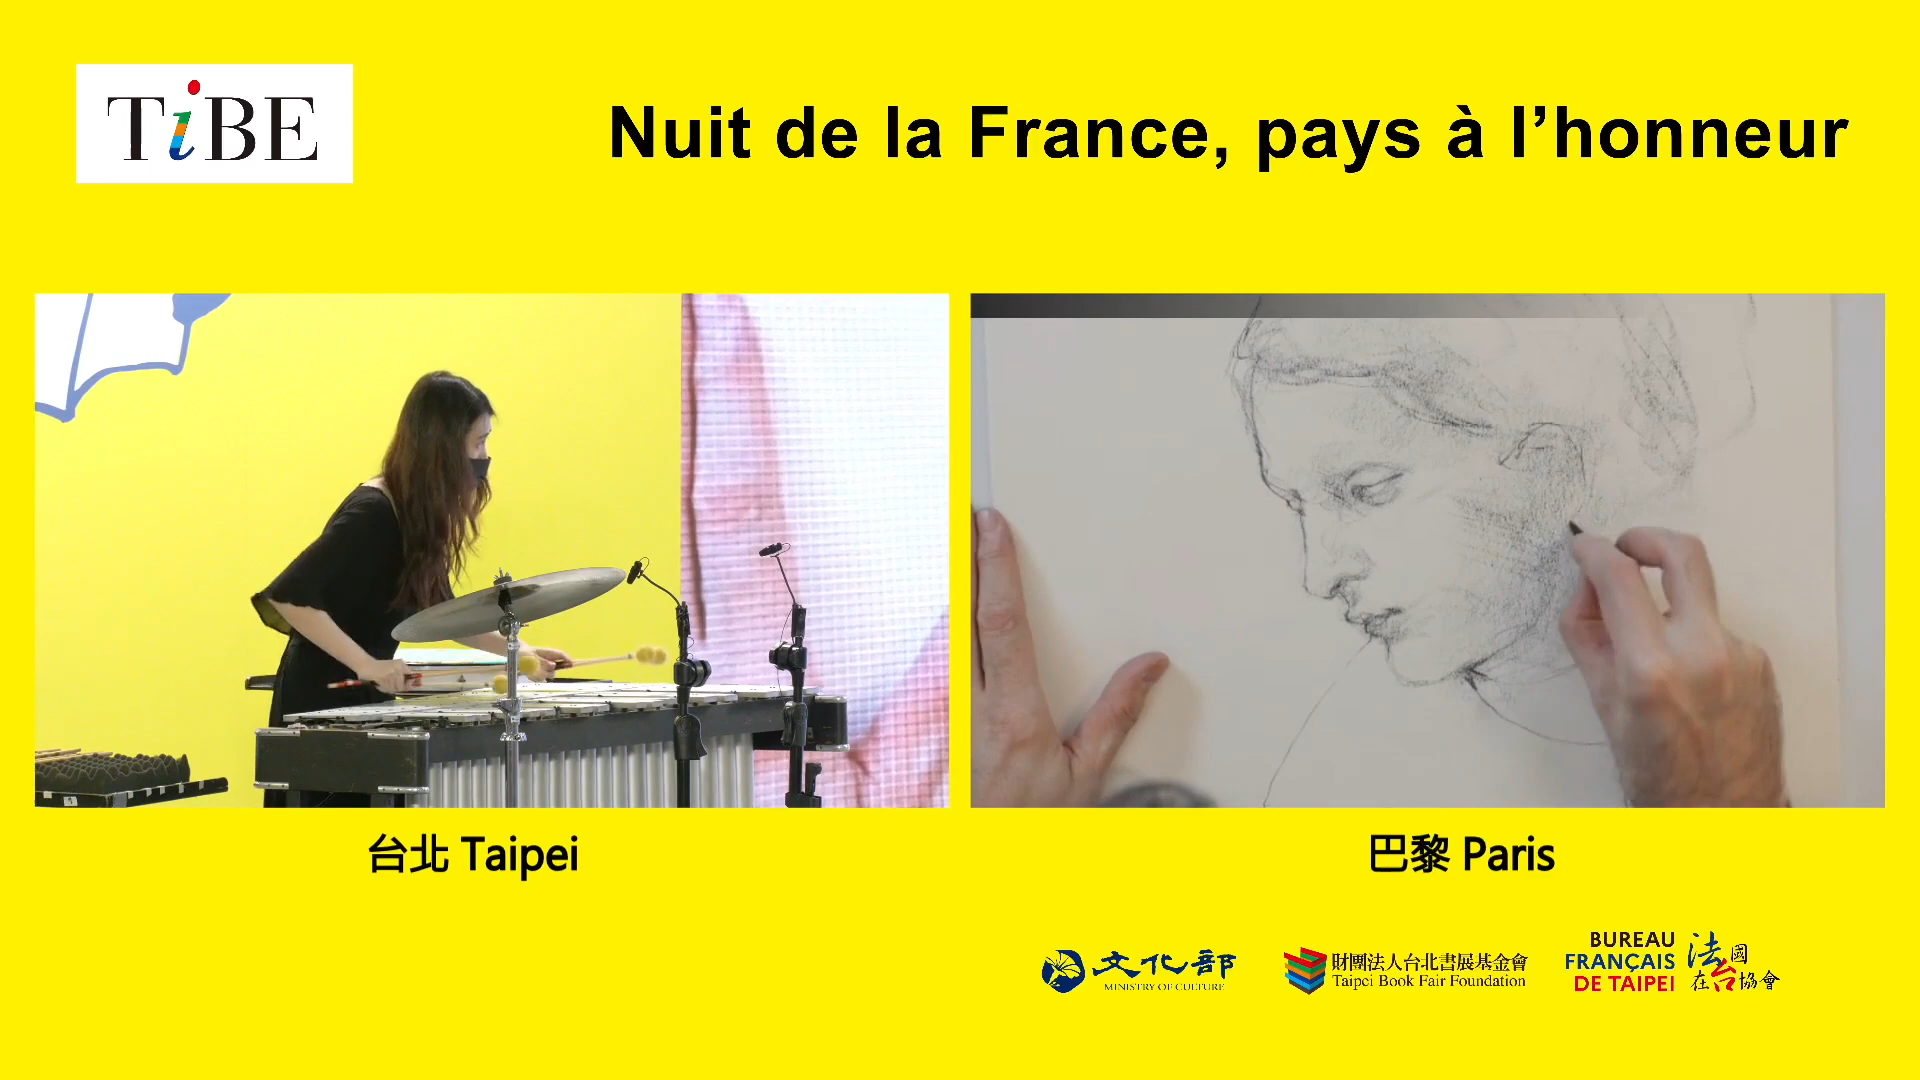 TiBE
Nuit de la France, pays à l’honneur
台北 Taipei
巴黎 Paris
文化部
MINISTRY OF CULTURE
財團法人台北書展基金會
Taipei Book Fair Foundation
BUREAU
FRANÇAIS
DE TAIPEI
法國
在台協會
1